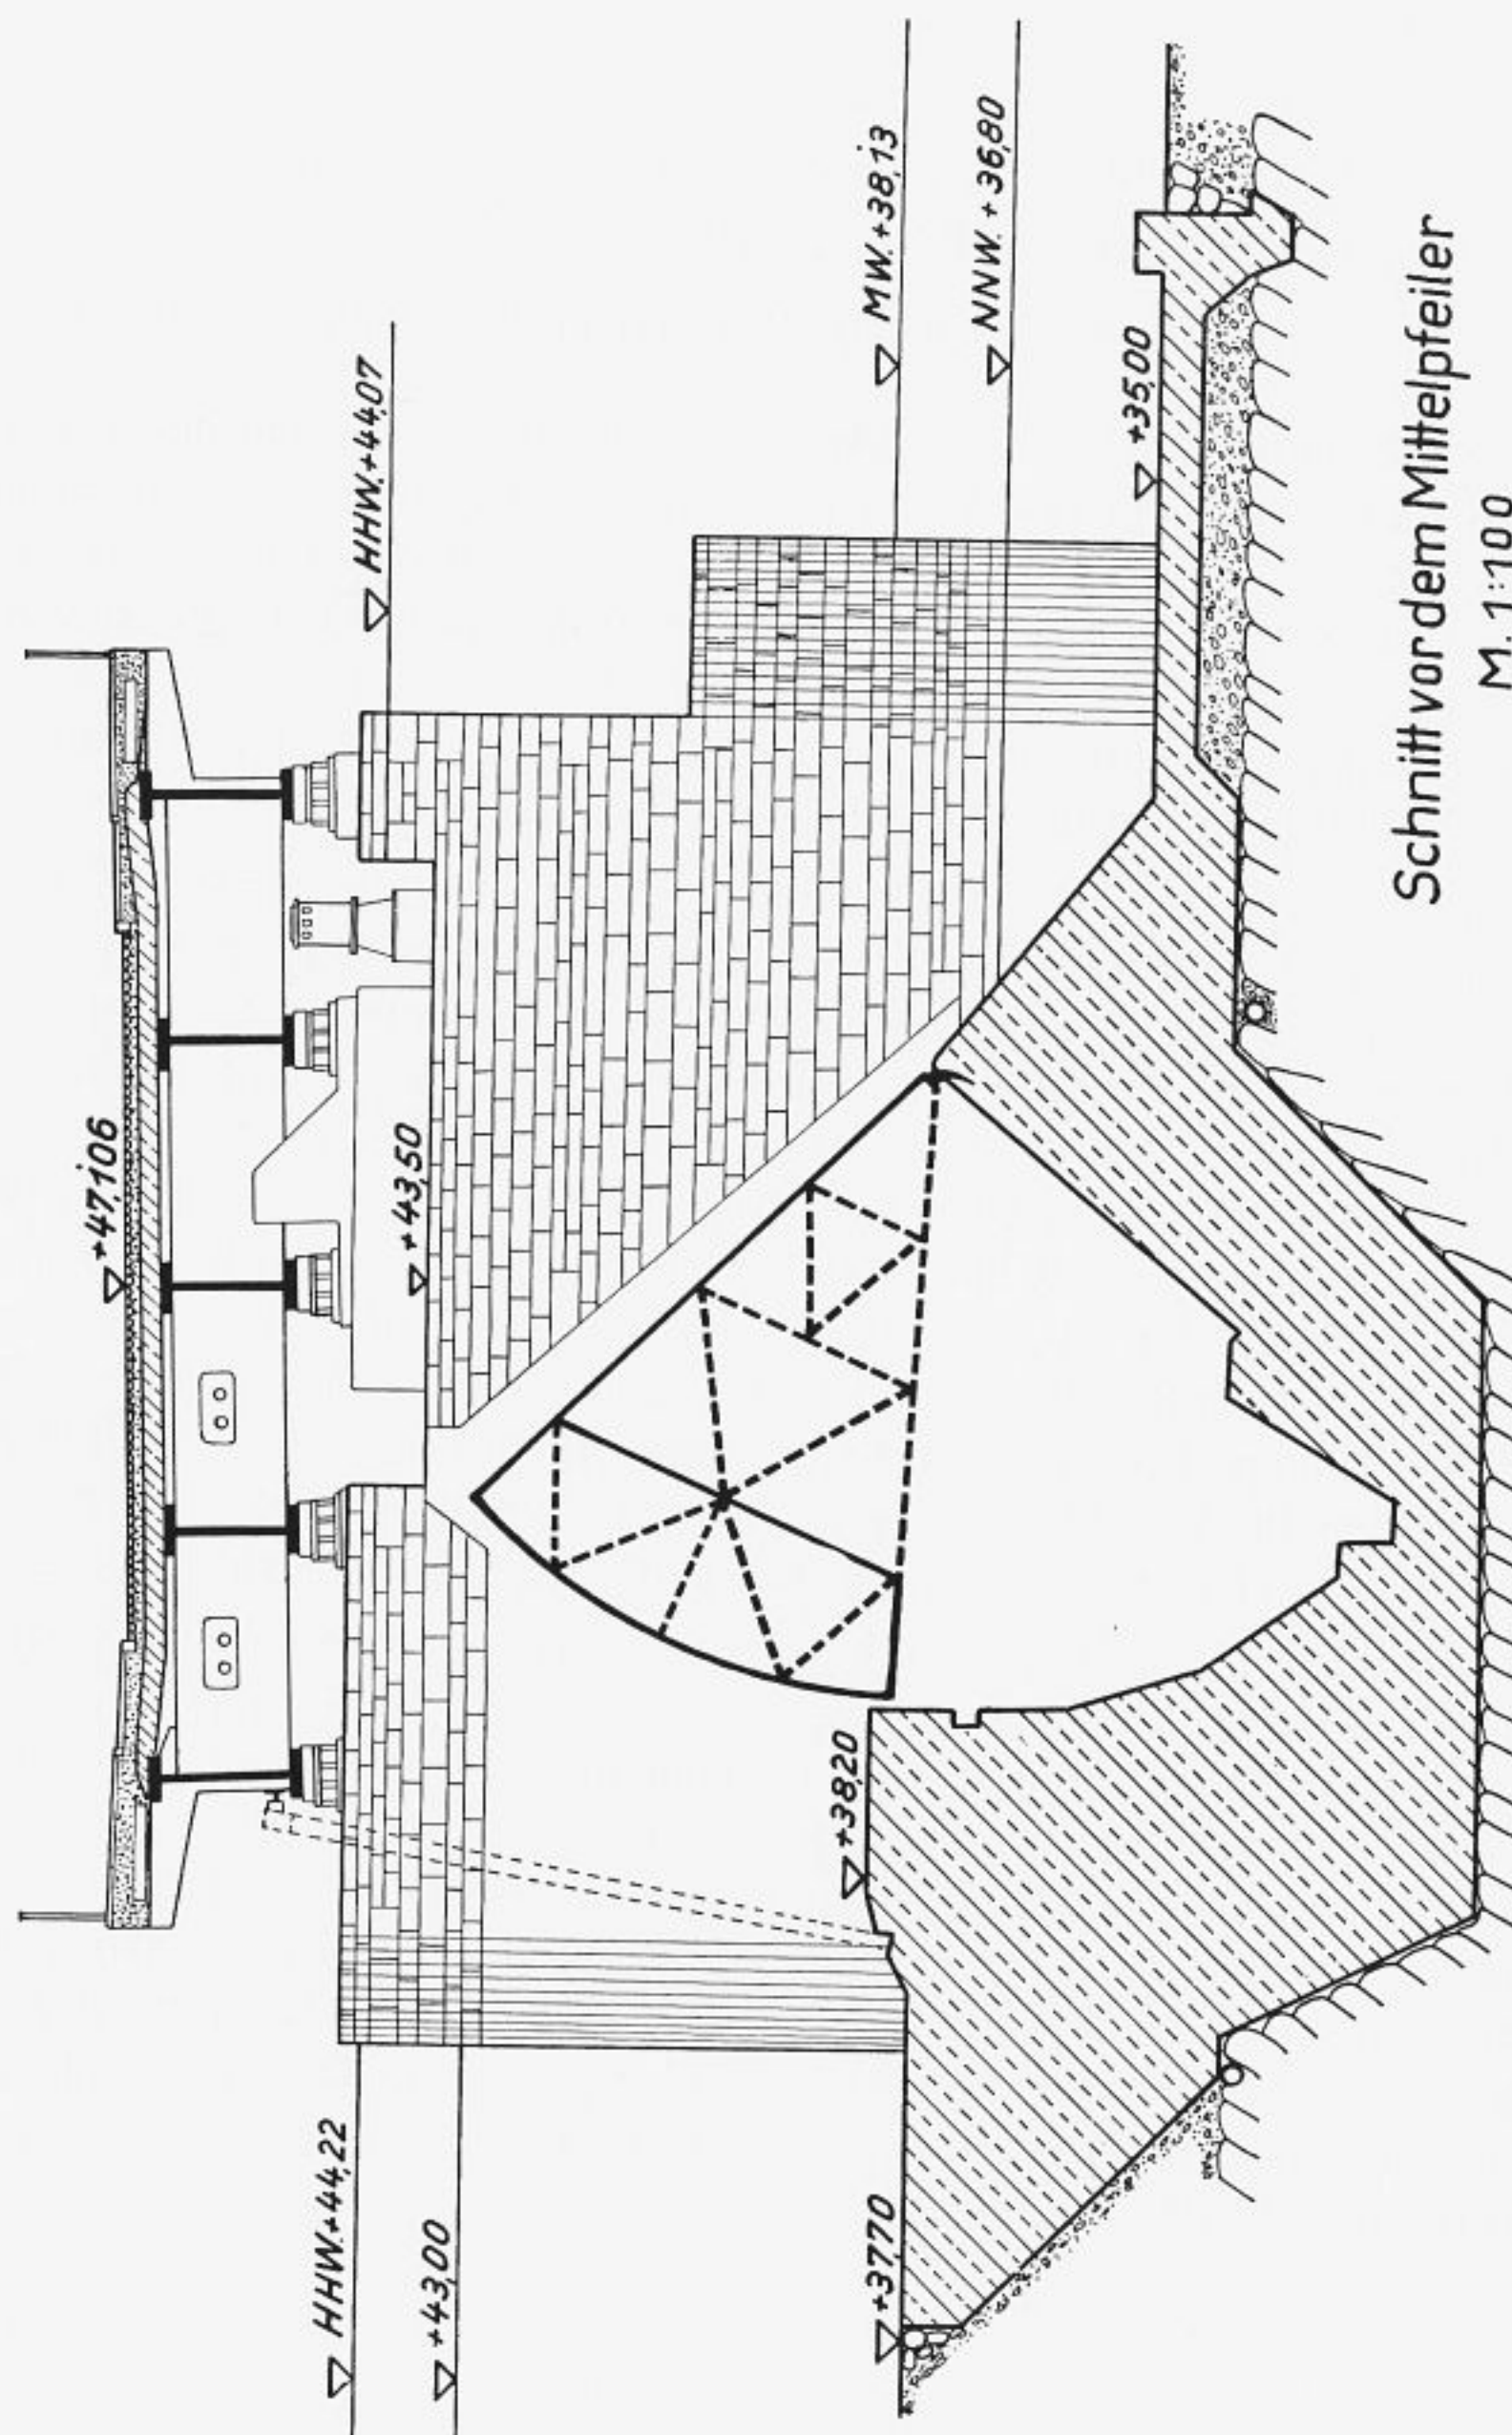 +47,106
HHW.+44,22
HHW.+44,07
+43,00
+43,50
+37,70
+38,20
MW.+38,13
NNW.+36,80
+35,00
Schnitt vor dem Mittelpfeiler
M. 1:100